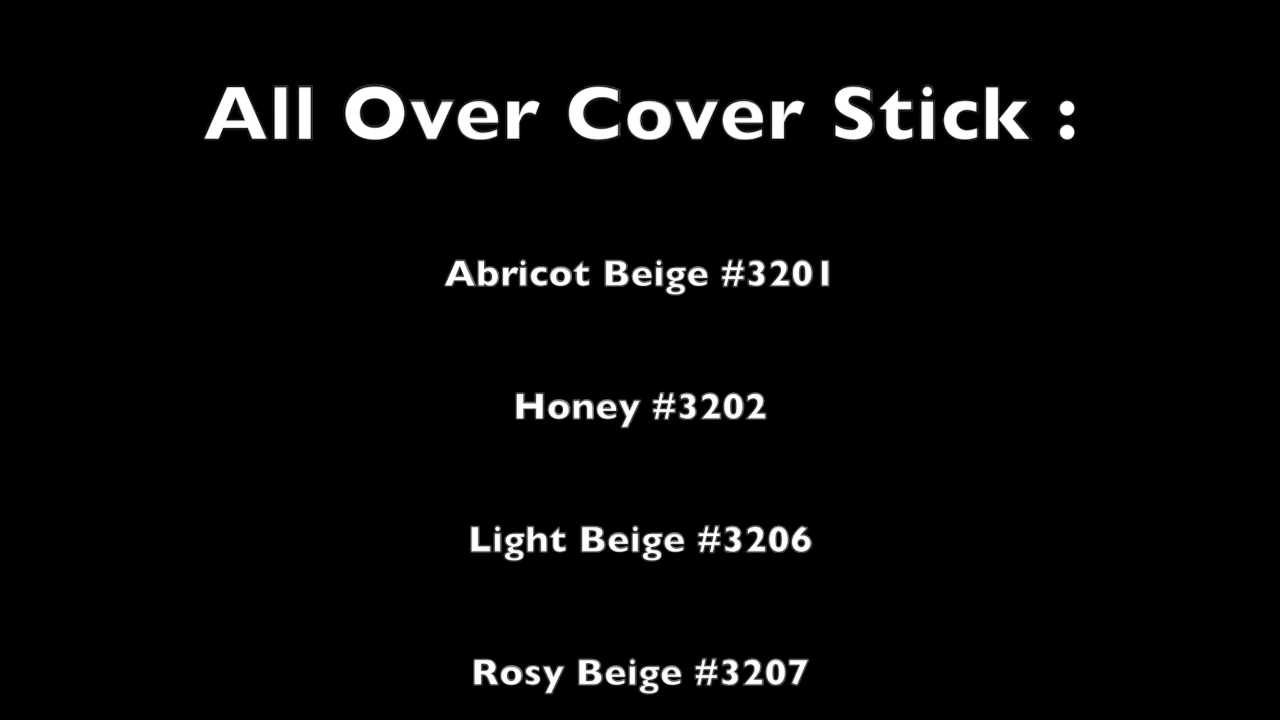 All Over Cover Stick :
Abricot Beige #3201
Honey #3202
Light Beige #3206
Rosy Beige #3207